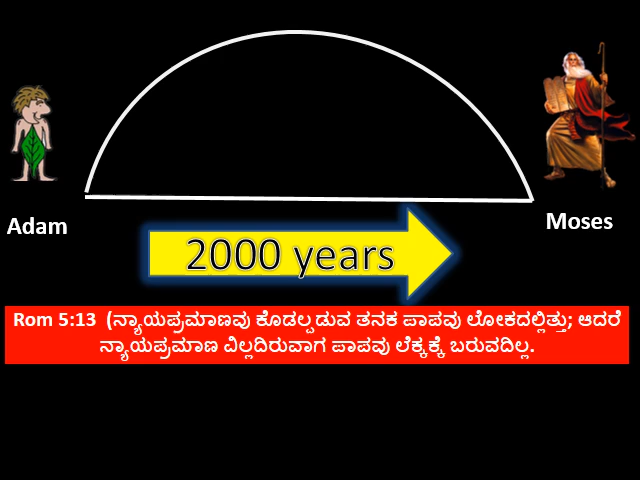 Adam
Moses
2000 years
Rom 5:13 (ನ್ಯಾಯಪ್ರಮಾಣವು ಕೊಡಲ್ಪಡುವ ತನಕ ಪಾಪವು ಲೋಕದಲ್ಲಿತ್ತು; ಆದರೆ
ನ್ಯಾಯಪ್ರಮಾಣ ವಿಲ್ಲದಿರುವಾಗ ಪಾಪವು ಲೆಕ್ಕಕ್ಕೆ ಬರುವದಿಲ್ಲ.